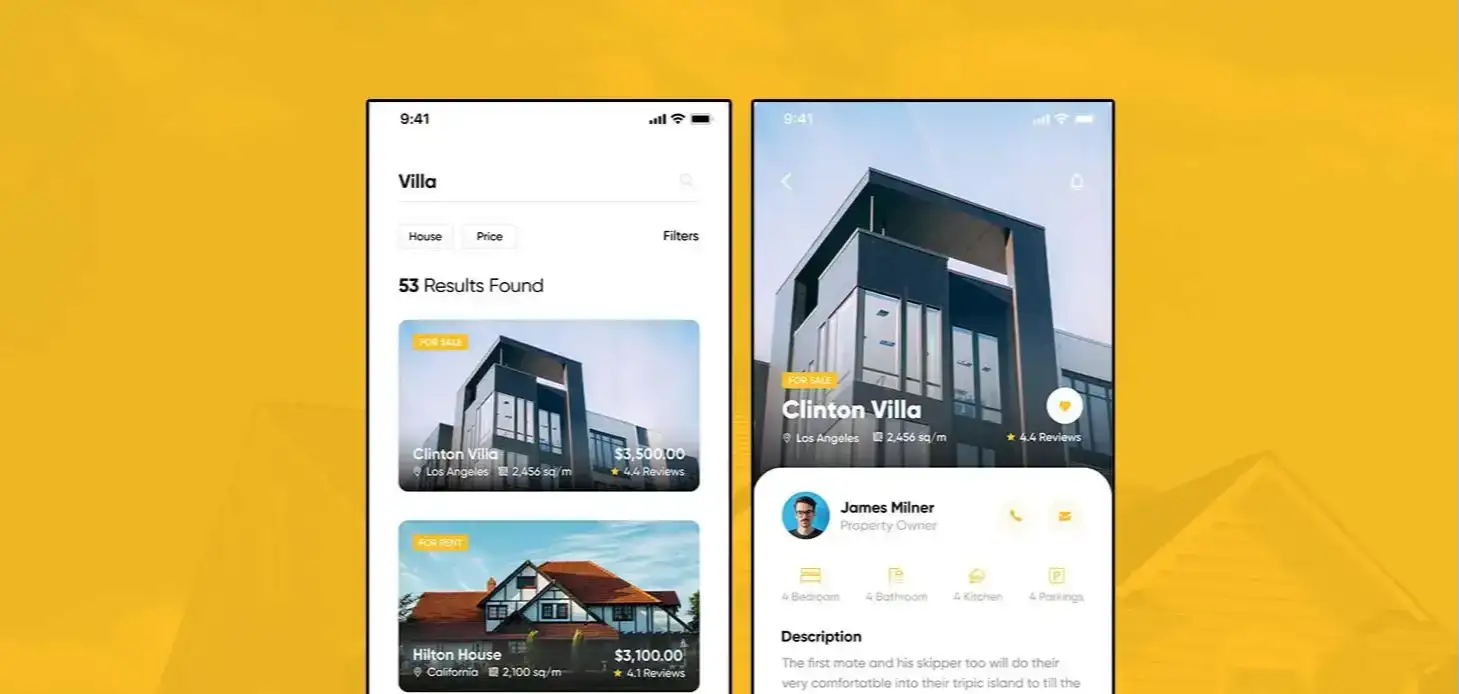 9:41
Villa
House Price Filters
53 Results Found
FOR SALE
Clinton Villa $3,500.00
Los Angeles 2,456 sq/m 4.4 Reviews
FOR RENT
Hilton House $3,100.00
California 2,100 sq/m 4.1 Reviews
9:41
FOR SALE
Clinton Villa
Los Angeles 2,456 sq/m 4.4 Reviews
James Milner
Property Owner
4 Bedroom 4 Bathroom 4 Kitchen 4 Parkings
Description
The first mate and his skipper too will do their
very comfortatble into their tripic island to till the